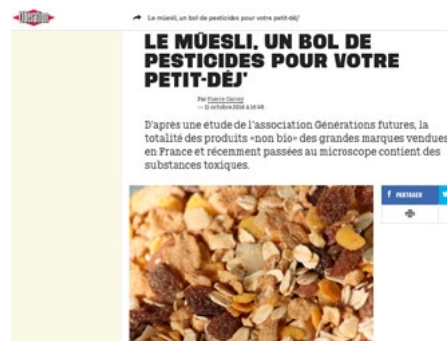 Libération
Le müesli, un bol de pesticides pour votre petit-déj'
LE MÜESLI, UN BOL DE
PESTICIDES POUR VOTRE
PETIT-DÉJ'
Par Pierre Carrey
— 11 octobre 2016 à 16:48
D'après une étude de l'association Générations futures, la
totalité des produits «non bio» des grandes marques vendues
en France et récemment passées au microscope contient des
substances toxiques.
PARTAGER